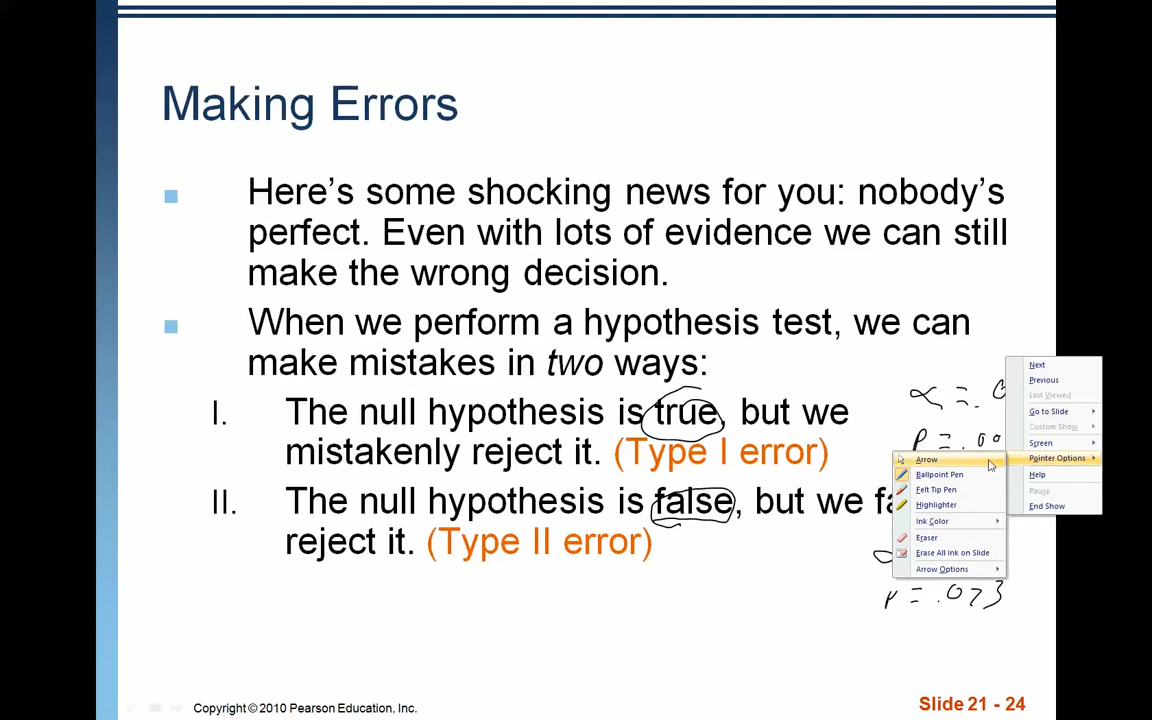 Making Errors
Here's some shocking news for you: nobody's
perfect. Even with lots of evidence we can still
make the wrong decision.
When we perform a hypothesis test, we can
make mistakes in two ways:
I. The null hypothesis is true, but we
mistakenly reject it. (Type I error)
II. The null hypothesis is false, but we
reject it. (Type II error)
α = .0
P = .00
P = .073
Next
Previous
Last Viewed
Go to Slide
Custom Show
Screen
Pointer Options
Help
Pause
End Show
Arrow
Ballpoint Pen
Felt Tip Pen
Highlighter
Ink Color
Eraser
Erase All Ink on Slide
Arrow Options
Copyright © 2010 Pearson Education, Inc.
Slide 21 - 24